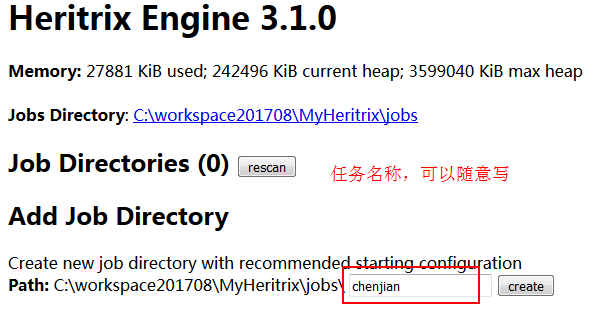 Heritrix Engine 3.1.0
Memory: 27881 KiB used; 242496 KiB current heap; 3599040 KiB max heap
Jobs Directory: C:\workspace201708\MyHeritrix\jobs
Job Directories (0) rescan
任务名称，可以随意写
Add Job Directory
Create new job directory with recommended starting configuration
Path: C:\workspace201708\MyHeritrix\jobs\ chenjian create